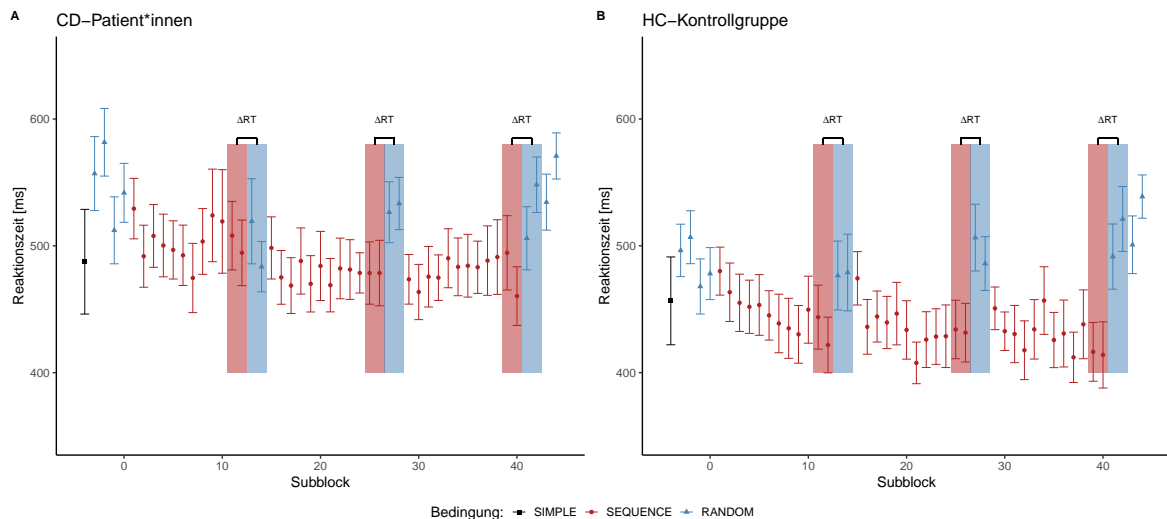 A
CD−Patient*innen
Reaktionszeit [ms]
600
500
400
ΔRT
ΔRT
ΔRT
0
10
20
30
40
Subblock
B
HC−Kontrollgruppe
Reaktionszeit [ms]
600
500
400
ΔRT
ΔRT
ΔRT
0
10
20
30
40
Subblock
Bedingung: SIMPLE SEQUENCE RANDOM